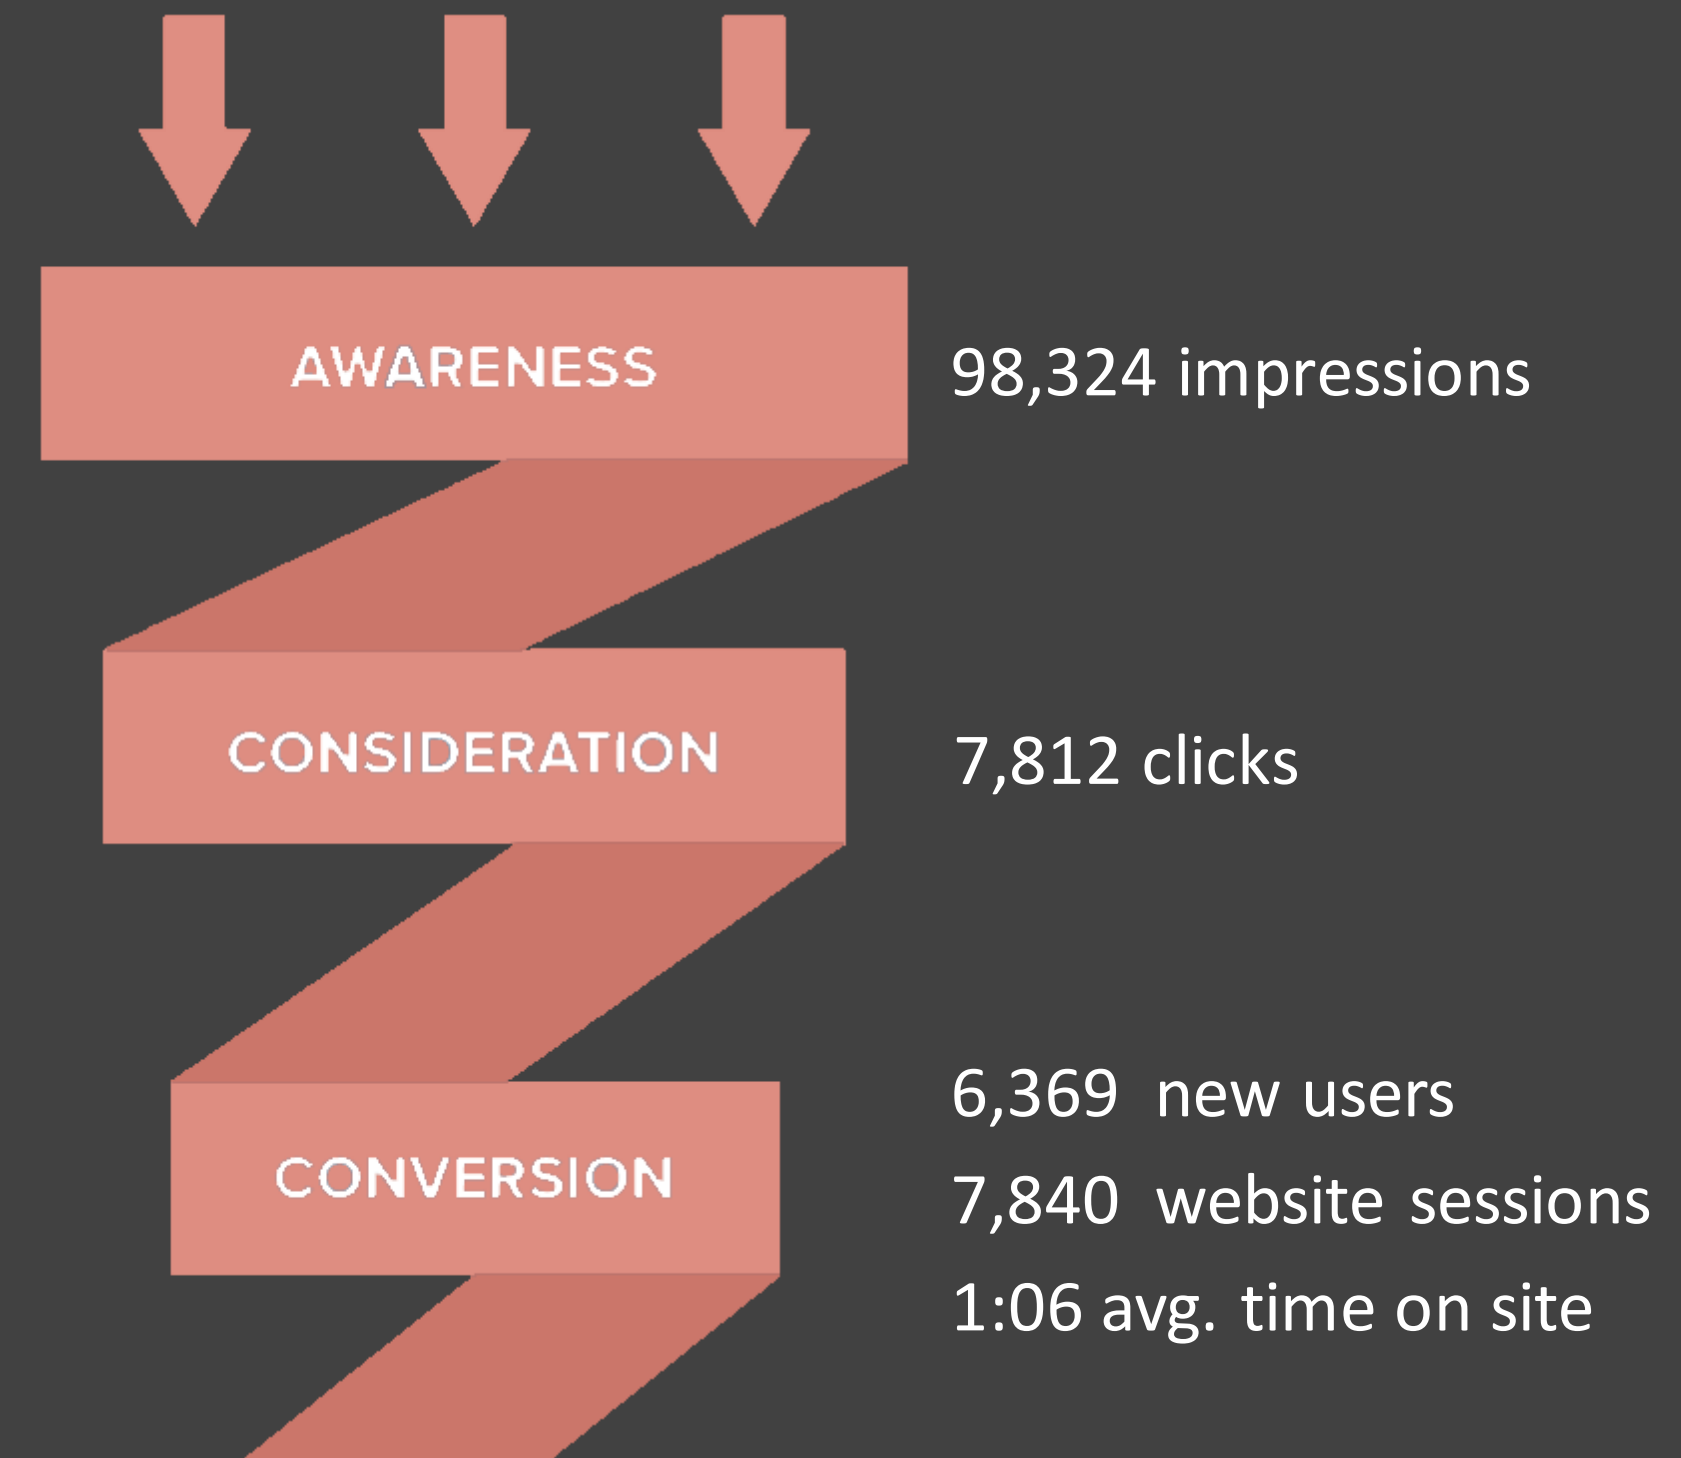 AWARENESS
98,324 impressions
CONSIDERATION
7,812 clicks
CONVERSION
6,369 new users
7,840 website sessions
1:06 avg. time on site